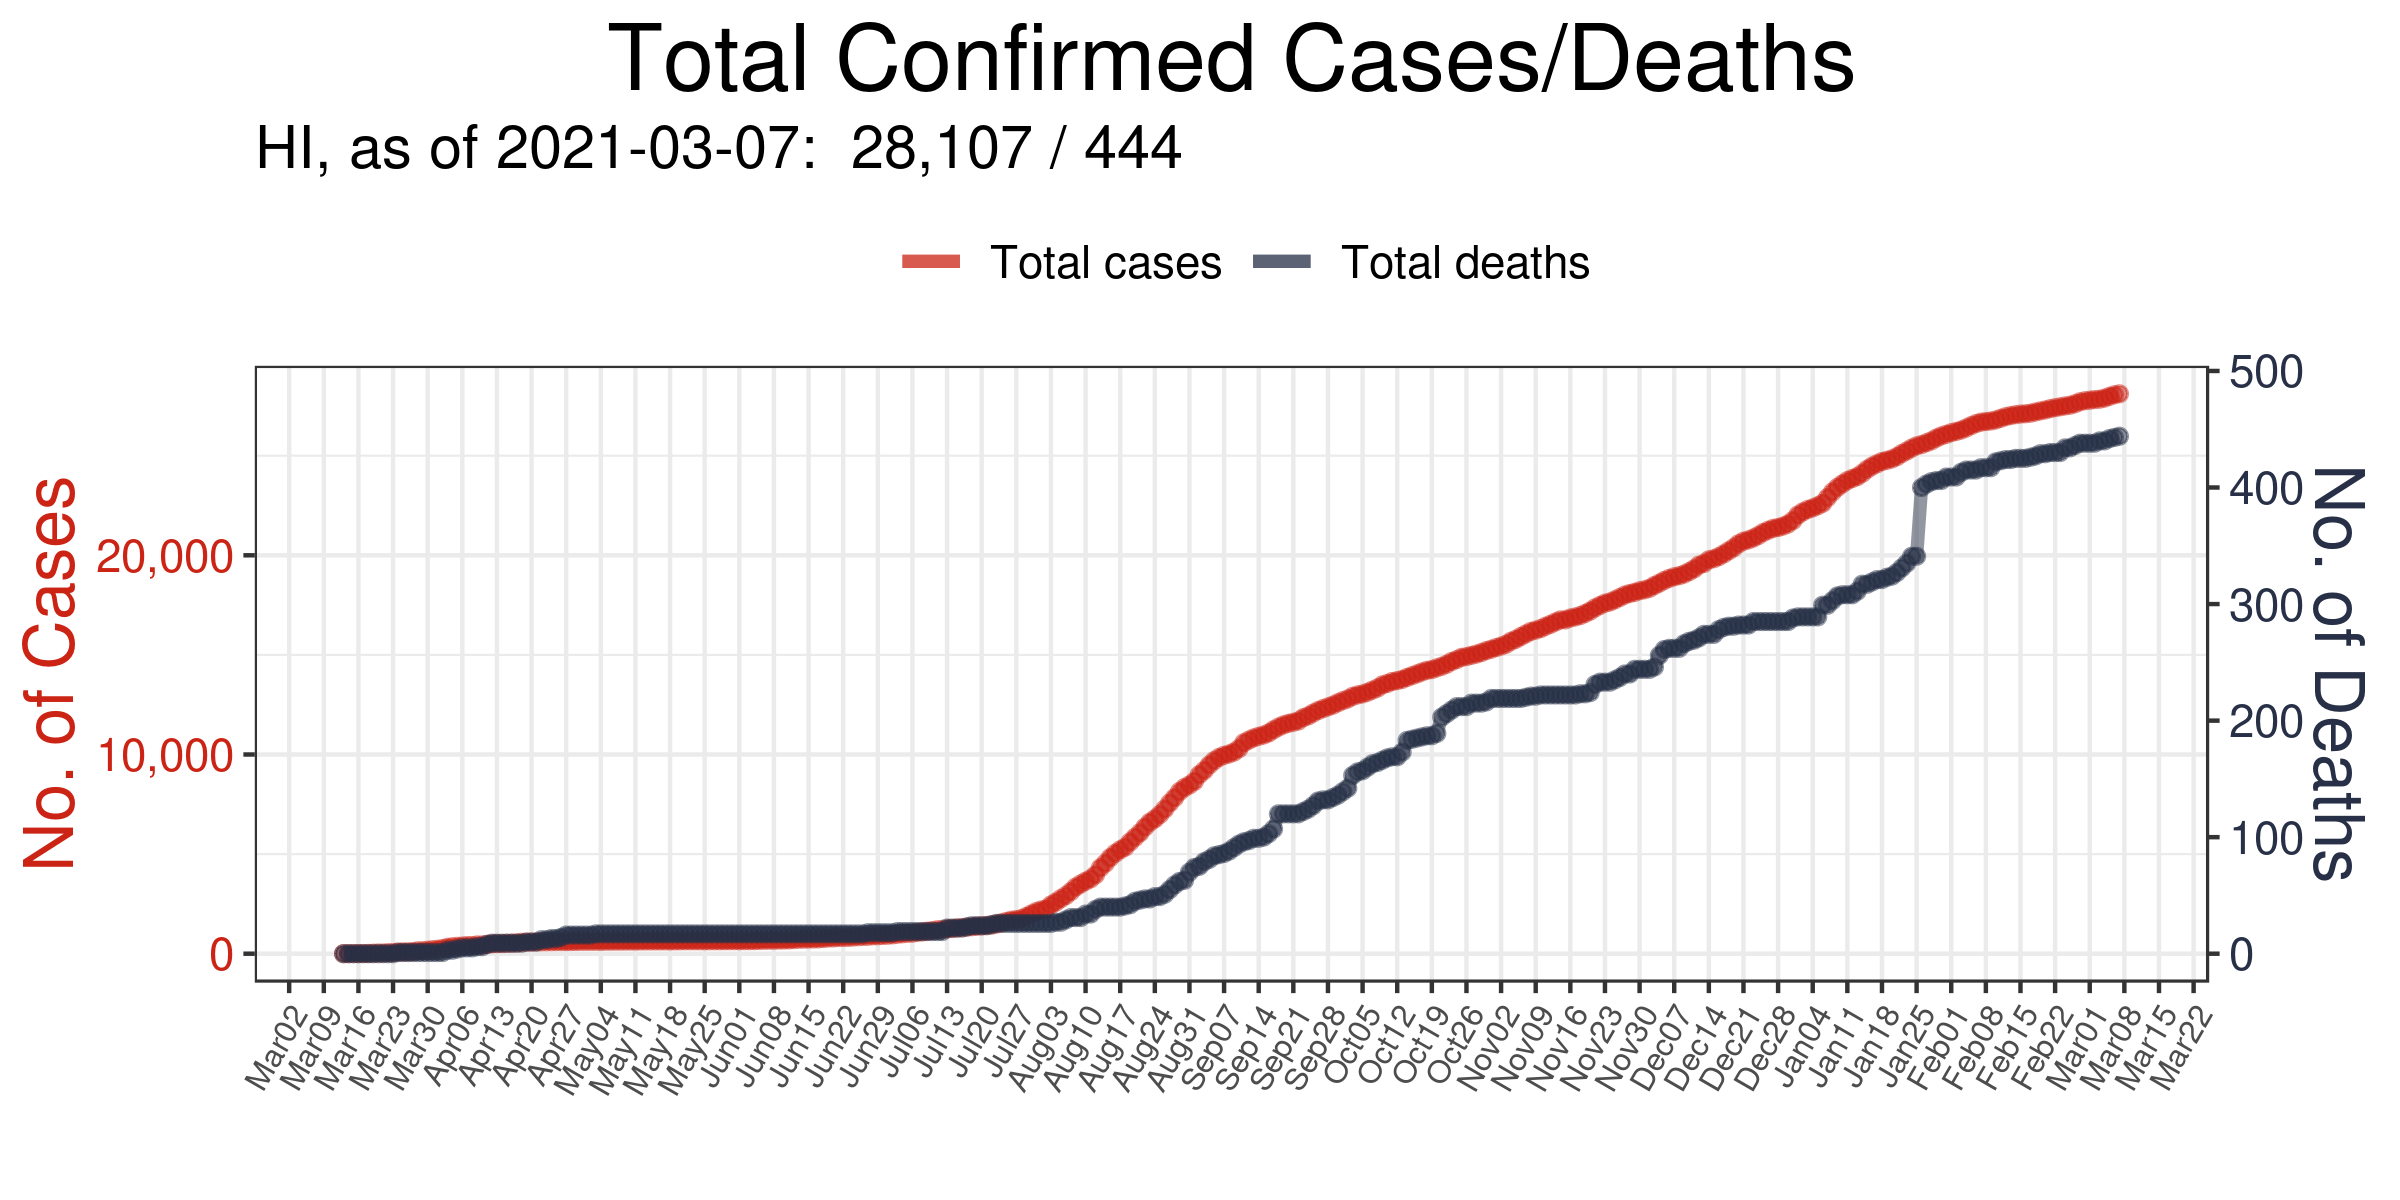 Total Confirmed Cases/Deaths
HI, as of 2021-03-07:  28,107 / 444
Total cases
Total deaths
No. of Cases
20,000
10,000
0
500
400
300
200
100
0
No. of Deaths
Mar02
Mar09
Mar16
Mar23
Mar30
Apr06
Apr13
Apr20
Apr27
May04
May11
May18
May25
Jun01
Jun08
Jun15
Jun22
Jun29
Jul06
Jul13
Jul20
Jul27
Aug03
Aug10
Aug17
Aug24
Aug31
Sep07
Sep14
Sep21
Sep28
Oct05
Oct12
Oct19
Oct26
Nov02
Nov09
Nov16
Nov23
Nov30
Dec07
Dec14
Dec21
Dec28
Jan04
Jan11
Jan18
Jan25
Feb01
Feb08
Feb15
Feb22
Mar01
Mar08
Mar15
Mar22